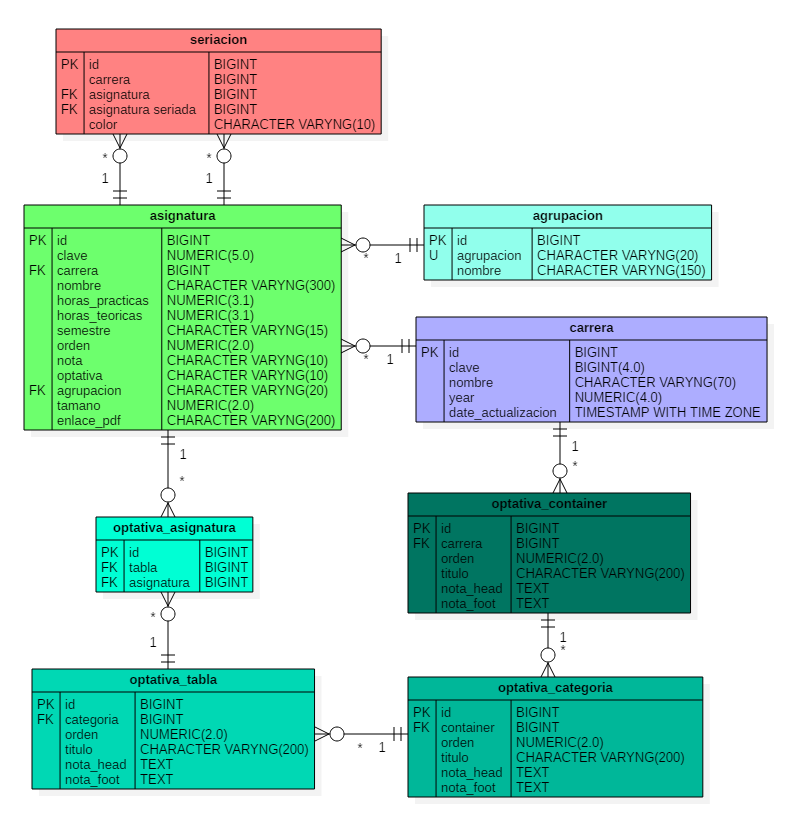 seriacion
PK id BIGINT
carrera BIGINT
FK asignatura BIGINT
FK asignatura seriada BIGINT
color CHARACTER VARYNG(10)
* *
1 1
asignatura
PK id BIGINT
clave NUMERIC(5.0)
FK carrera BIGINT
nombre CHARACTER VARYNG(300)
horas_practicas NUMERIC(3.1)
horas_teoricas NUMERIC(3.1)
semestre CHARACTER VARYNG(15)
orden NUMERIC(2.0)
nota CHARACTER VARYNG(10)
optativa CHARACTER VARYNG(10)
FK agrupacion CHARACTER VARYNG(20)
tamano NUMERIC(2.0)
enlace_pdf CHARACTER VARYNG(200)
* 1
agrupacion
PK id BIGINT
U agrupacion CHARACTER VARYNG(20)
nombre CHARACTER VARYNG(150)
* 1
carrera
PK id BIGINT
clave BIGINT(4.0)
nombre CHARACTER VARYNG(70)
year NUMERIC(4.0)
date_actualizacion TIMESTAMP WITH TIME ZONE
1
*
1
*
optativa_asignatura
PK id BIGINT
FK tabla BIGINT
FK asignatura BIGINT
*
1
optativa_container
PK id BIGINT
FK carrera BIGINT
orden NUMERIC(2.0)
titulo CHARACTER VARYNG(200)
nota_head TEXT
nota_foot TEXT
1
*
optativa_tabla
PK id BIGINT
FK categoria BIGINT
orden NUMERIC(2.0)
titulo CHARACTER VARYNG(200)
nota_head TEXT
nota_foot TEXT
* 1
optativa_categoria
PK id BIGINT
FK container BIGINT
orden NUMERIC(2.0)
titulo CHARACTER VARYNG(200)
nota_head TEXT
nota_foot TEXT